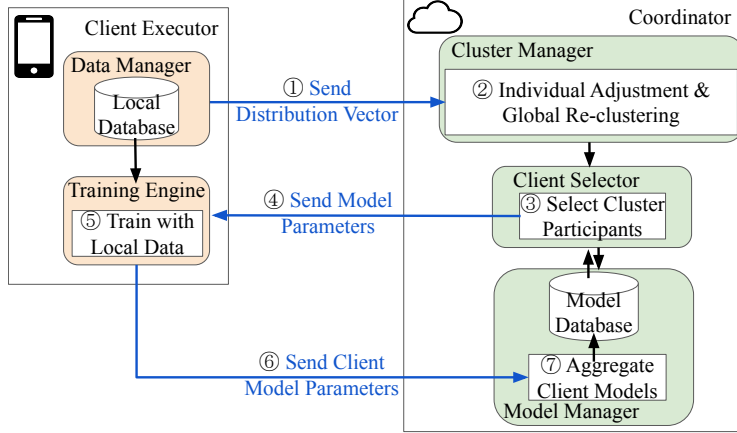 Client Executor
Data Manager
Local
Database
Training Engine
⑤ Train with
Local Data
① Send
Distribution Vector
④ Send Model
Parameters
⑥ Send Client
Model Parameters
Coordinator
Cluster Manager
② Individual Adjustment &
Global Re-clustering
Client Selector
③ Select Cluster
Participants
Model
Database
⑦ Aggregate
Client Models
Model Manager